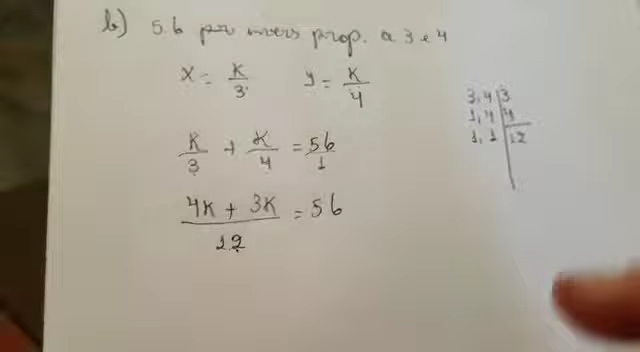 b) 56 por invers prop. a 3 e 4
x = K/3 y = K/4
3, 4 | 3
1, 4 | 4
1, 1 | 12
K/3 + K/4 = 56/1
4K + 3K / 12 = 56